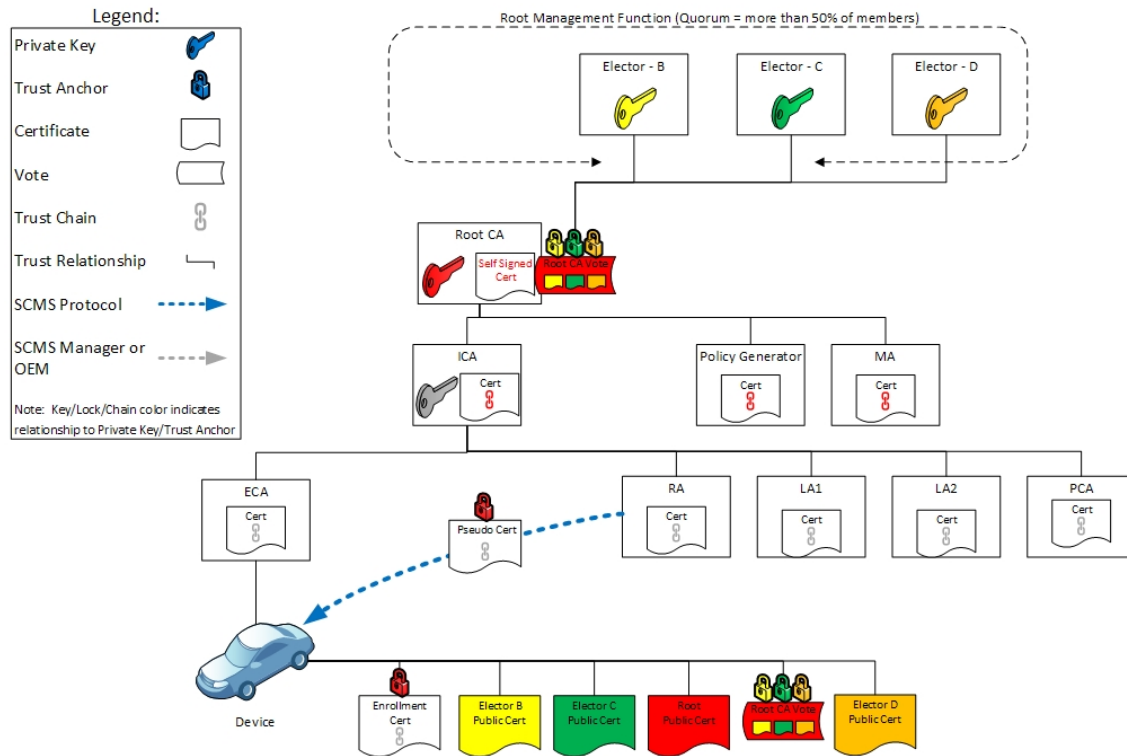 Legend:
Private Key
Trust Anchor
Certificate
Vote
Trust Chain
Trust Relationship
SCMS Protocol
SCMS Manager or
OEM
Note: Key/Lock/Chain color indicates
relationship to Private Key/Trust Anchor
Root Management Function (Quorum = more than 50% of members)
Elector - B
Elector - C
Elector - D
Root CA
Self Signed
Cert
Root CA Vote
ICA
Cert
Policy Generator
Cert
MA
Cert
ECA
Cert
Pseudo Cert
RA
Cert
LA1
Cert
LA2
Cert
PCA
Cert
Device
Enrollment
Cert
Elector B
Public Cert
Elector C
Public Cert
Root
Public Cert
Root CA Vote
Elector D
Public Cert